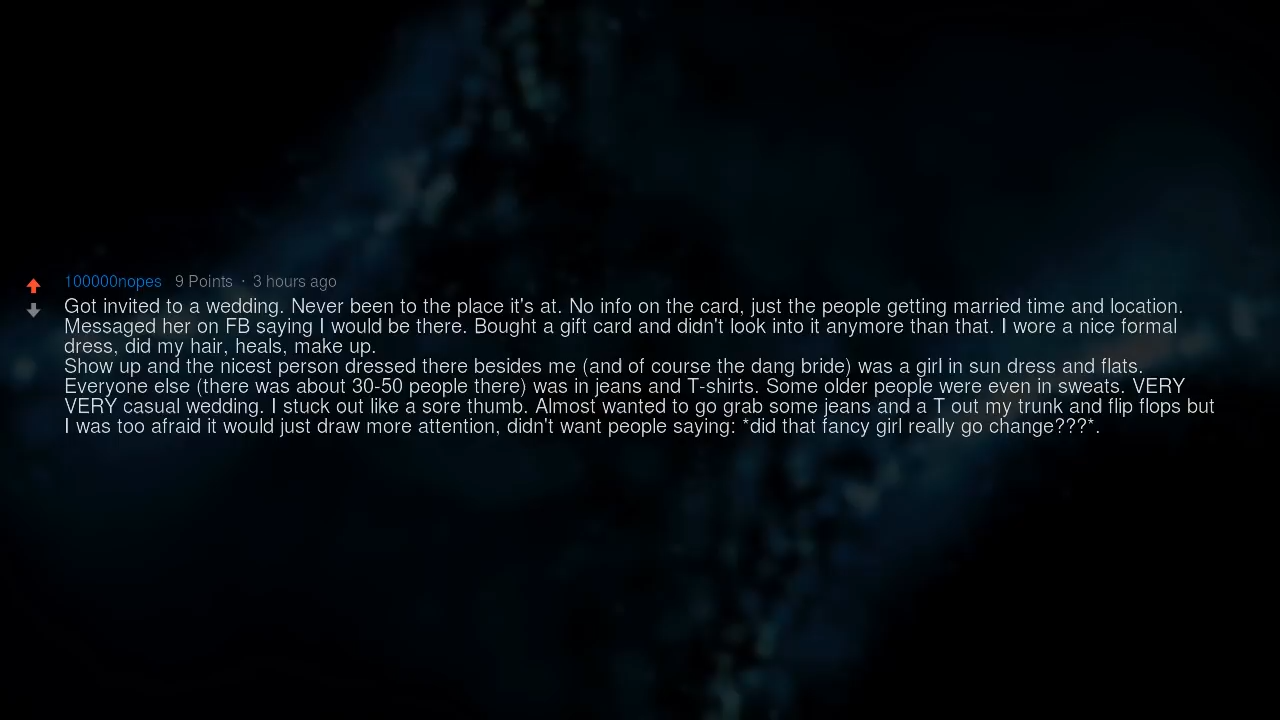 100000nopes 9 Points · 3 hours ago
Got invited to a wedding. Never been to the place it's at. No info on the card, just the people getting married time and location.
Messaged her on FB saying I would be there. Bought a gift card and didn't look into it anymore than that. I wore a nice formal
dress, did my hair, heals, make up.
Show up and the nicest person dressed there besides me (and of course the dang bride) was a girl in sun dress and flats.
Everyone else (there was about 30-50 people there) was in jeans and T-shirts. Some older people were even in sweats. VERY
VERY casual wedding. I stuck out like a sore thumb. Almost wanted to go grab some jeans and a T out my trunk and flip flops but
I was too afraid it would just draw more attention, didn't want people saying: *did that fancy girl really go change???*.